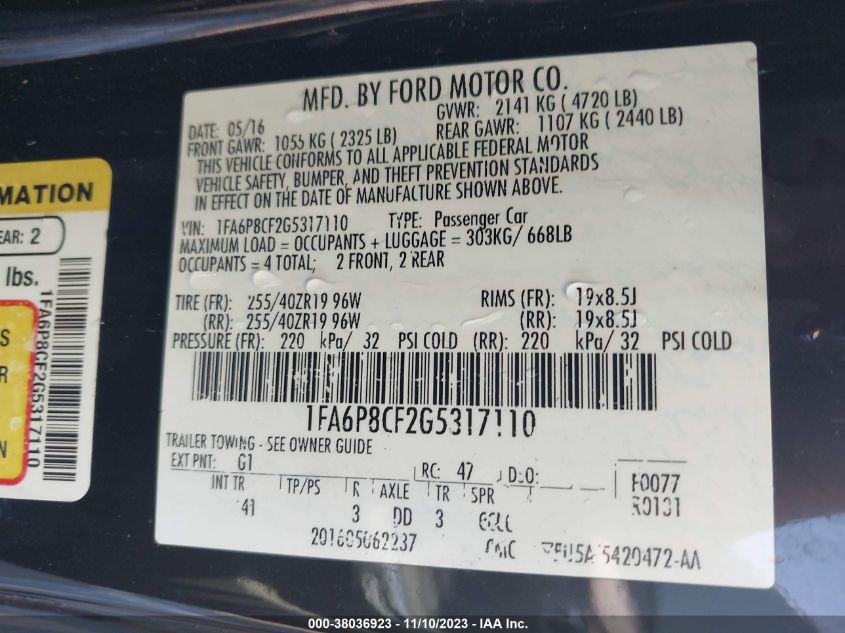 MFD. BY FORD MOTOR CO.
DATE: 05/16 GVWR: 2141 KG ( 4720 LB)
FRONT GAWR: 1055 KG ( 2325 LB) REAR GAWR: 1107 KG ( 2440 LB)
THIS VEHICLE CONFORMS TO ALL APPLICABLE FEDERAL MOTOR
VEHICLE SAFETY, BUMPER, AND THEFT PREVENTION STANDARDS
IN EFFECT ON THE DATE OF MANUFACTURE SHOWN ABOVE.
VIN: 1FA6P8CF2G5317110 TYPE: Passenger Car
MAXIMUM LOAD = OCCUPANTS + LUGGAGE = 303KG/ 668LB
OCCUPANTS = 4 TOTAL; 2 FRONT, 2 REAR
TIRE (FR): 255/40ZR19 96W RIMS (FR): 19x8.5J
(RR): 255/40ZR19 96W (RR): 19x8.5J
PRESSURE (FR): 220 kPa/ 32 PSI COLD (RR): 220 kPa/ 32 PSI COLD
1FA6P8CF2G5317110
TRAILER TOWING - SEE OWNER GUIDE
EXT PNT: G1 RC: 47 DSO:
INT TR TP/PS R AXLE TR SPR
41 3 DD 3
201605062237 5420472-AA
MATION
EAR: 2
lbs.
S
R
N
1FA6P8CF2G5317110
000-38036923 — 11/10/2023 — IAA Inc.